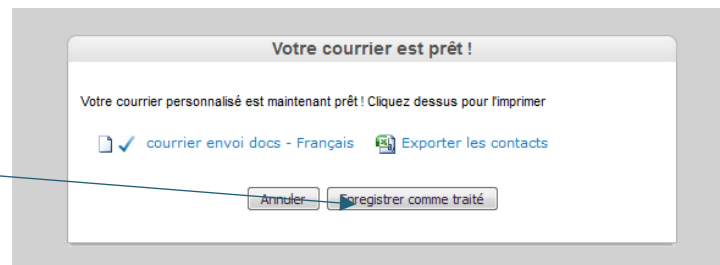 Votre courrier est prêt !
Votre courrier personnalisé est maintenant prêt ! Cliquez dessus pour l'imprimer
courrier envoi docs - Français Exporter les contacts
Annuler Enregistrer comme traité